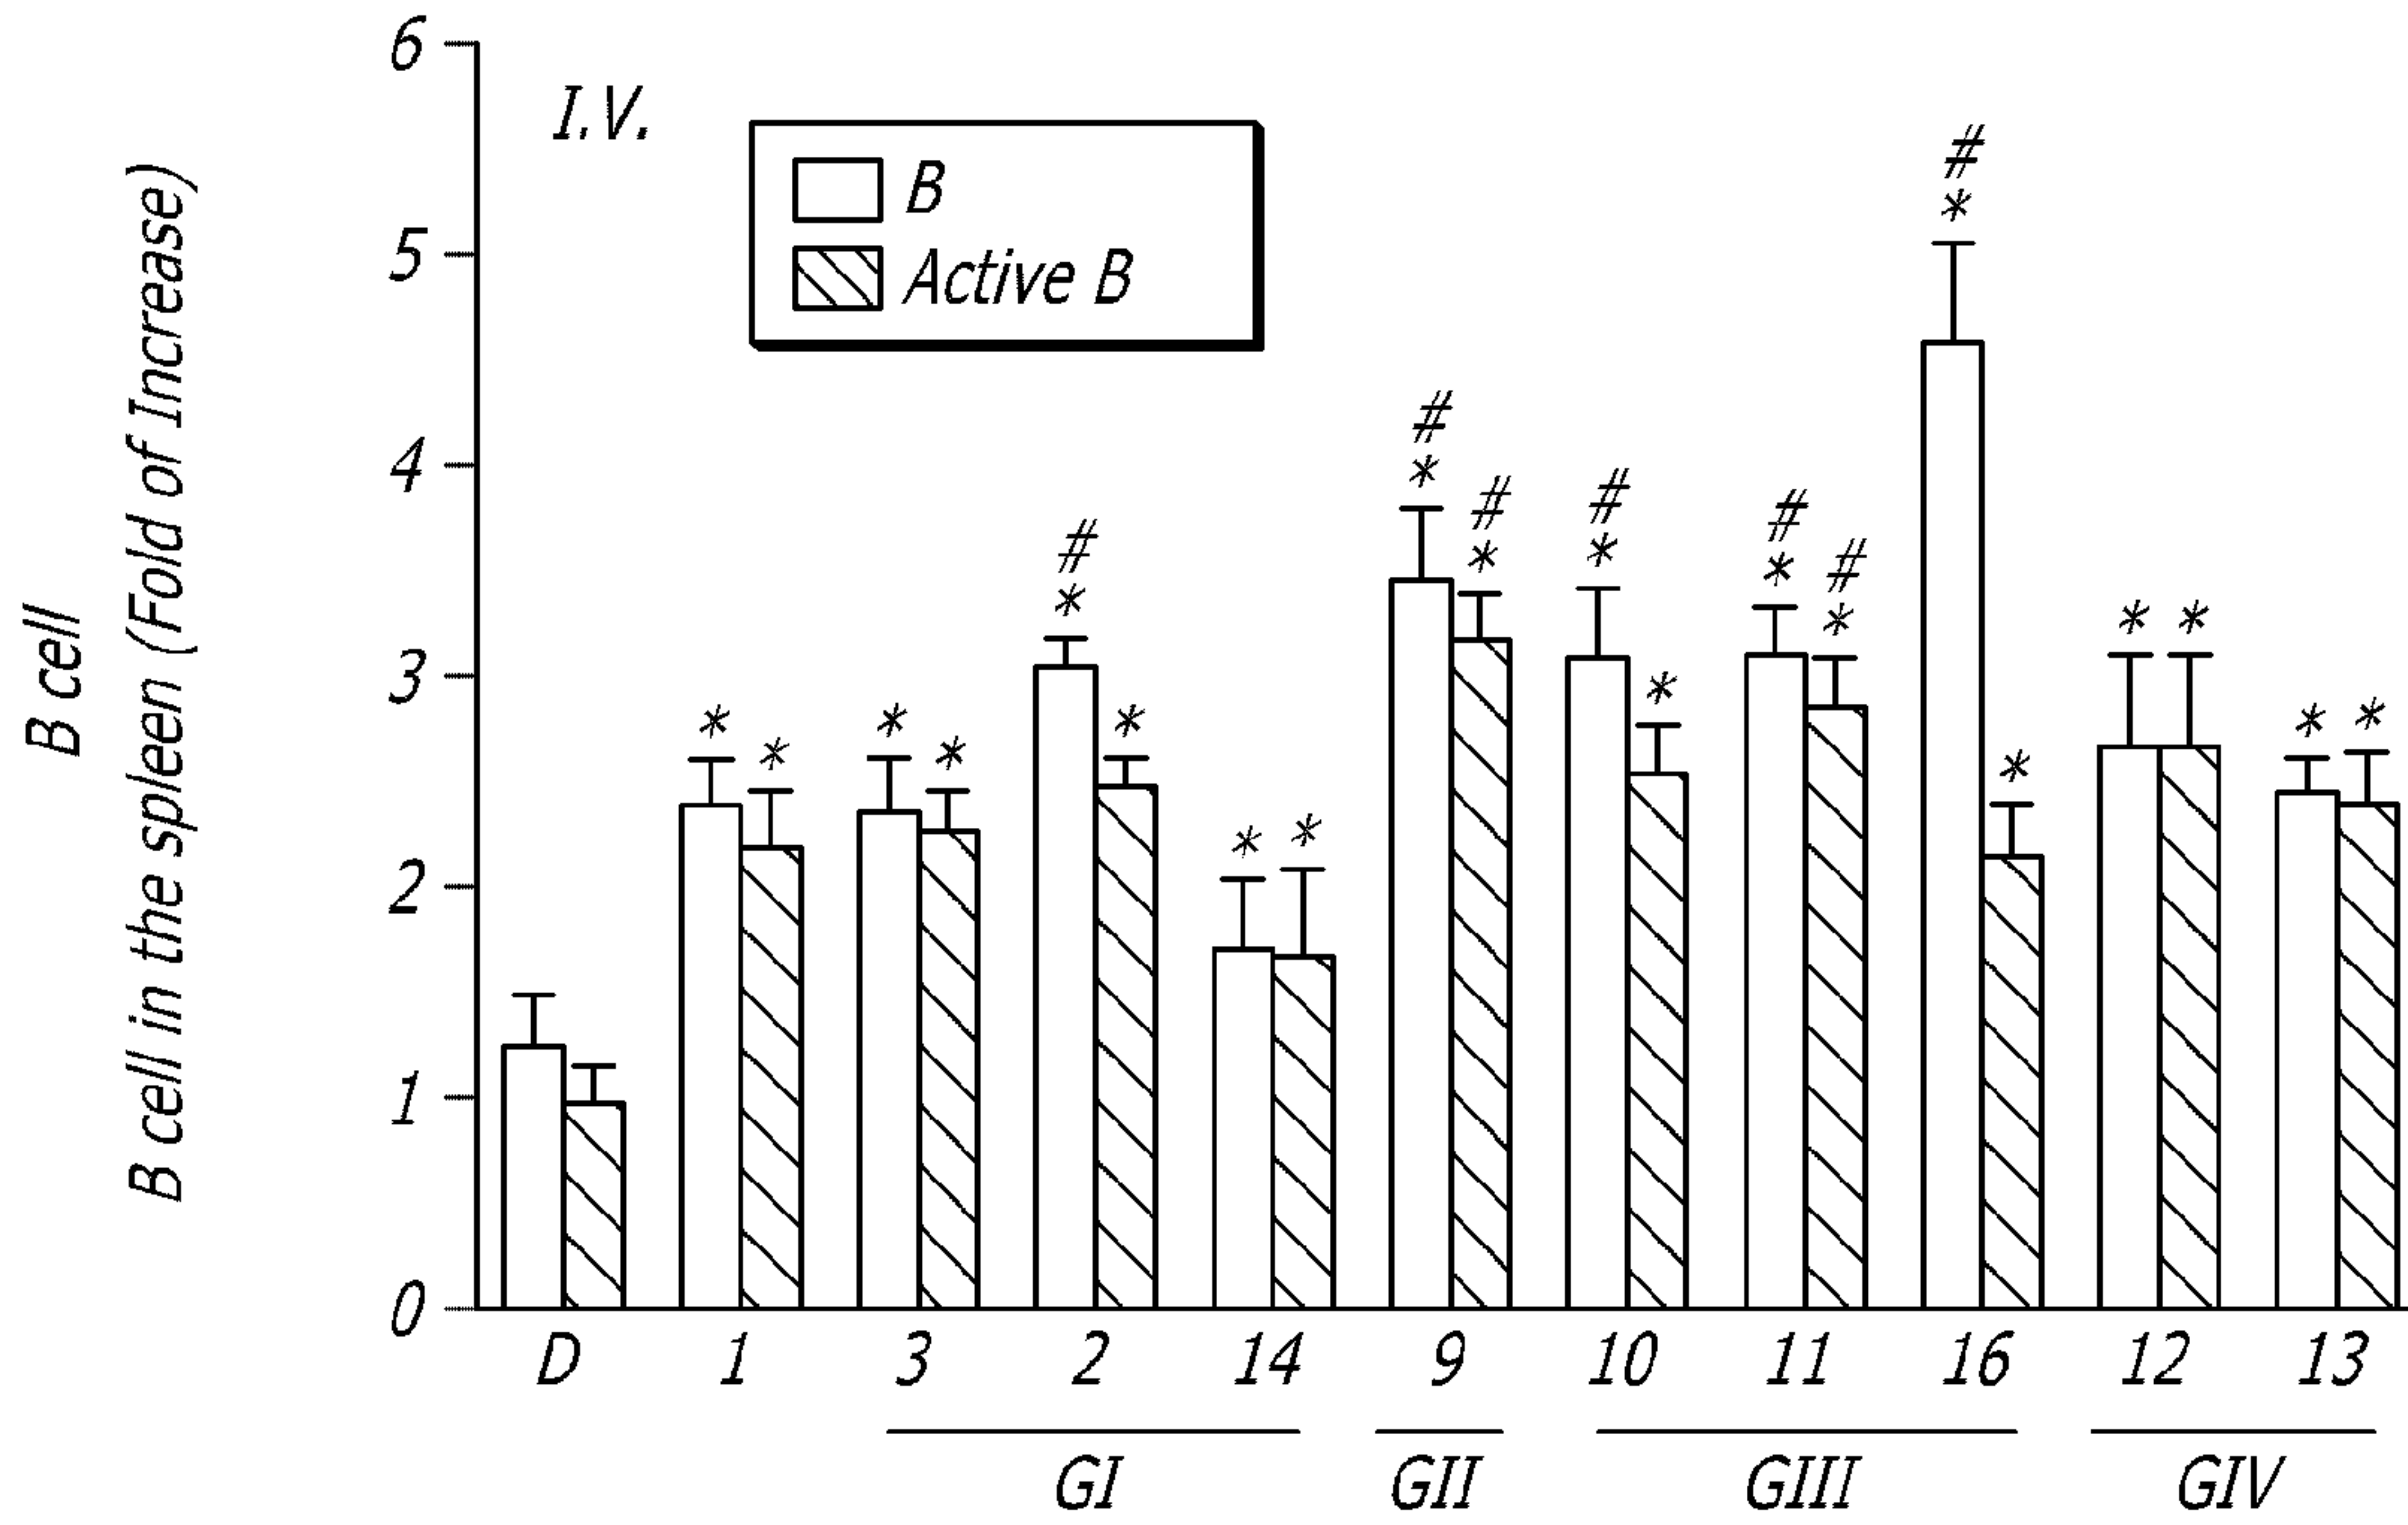 B cell
B cell in the spleen (Fold of Increase)
6
5
4
3
2
1
0
I.V.
B
Active B
#
*
#
*
#
*
#
*
#
*
#
*
#
*
* * * * * * * * * * * * *
D 1 3 2 14 9 10 11 16 12 13
GI GII GIII GIV